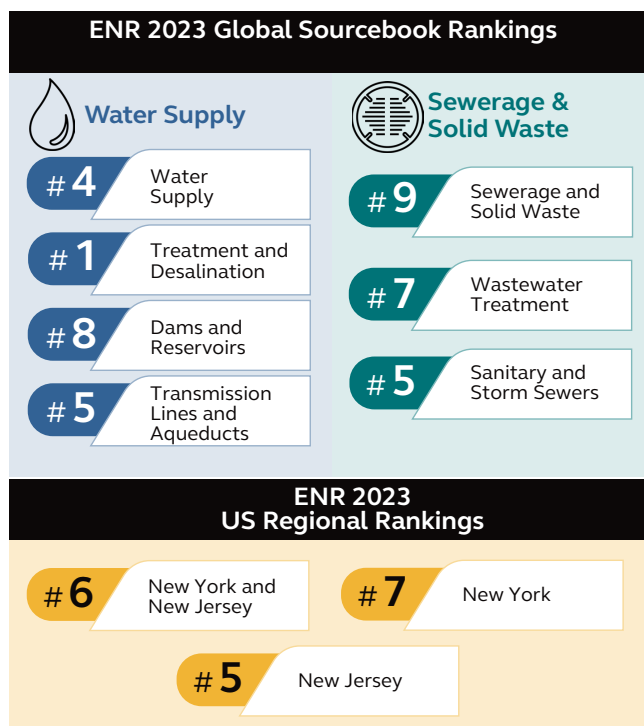 ENR 2023 Global Sourcebook Rankings
Water Supply
#4
Water
Supply
#1
Treatment and
Desalination
#8
Dams and
Reservoirs
#5
Transmission
Lines and
Aqueducts
Sewerage &
Solid Waste
#9
Sewerage and
Solid Waste
#7
Wastewater
Treatment
#5
Sanitary and
Storm Sewers
ENR 2023
US Regional Rankings
#6
New York and
New Jersey
#7
New York
#5
New Jersey